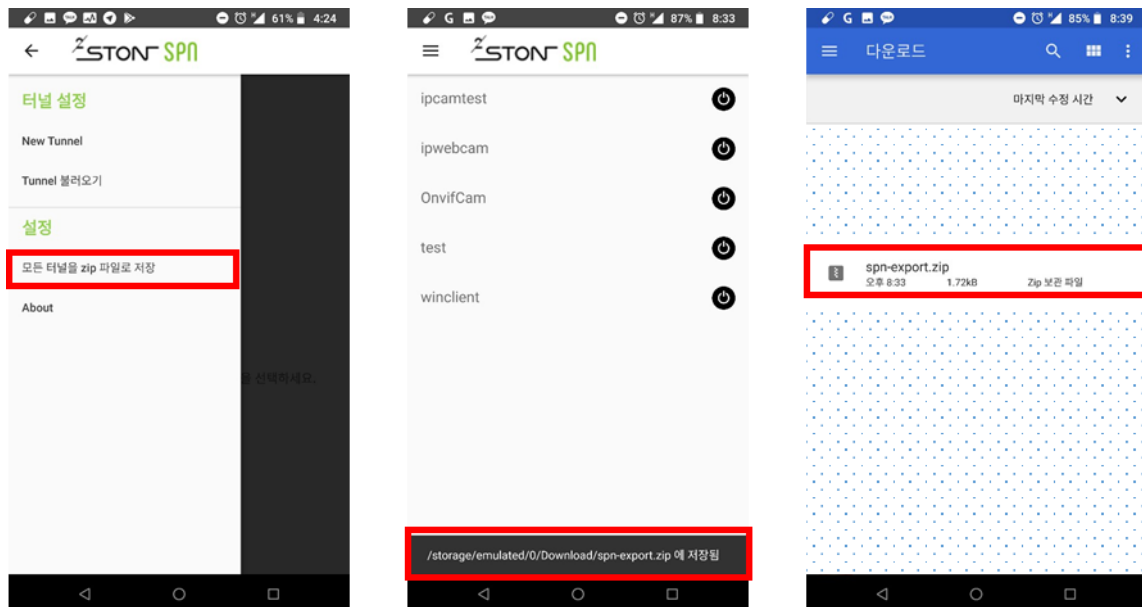 61% 4:24
ZSTON SPN
터널 설정
New Tunnel
Tunnel 불러오기
설정
모든 터널을 zip 파일로 저장
About
을 선택하세요.
G 87% 8:33
ZSTON SPN
ipcamtest
ipwebcam
OnvifCam
test
winclient
/storage/emulated/0/Download/spn-export.zip 에 저장됨
G 85% 8:39
다운로드
마지막 수정 시간
spn-export.zip
오후 8:33 1.72kB Zip 보관 파일